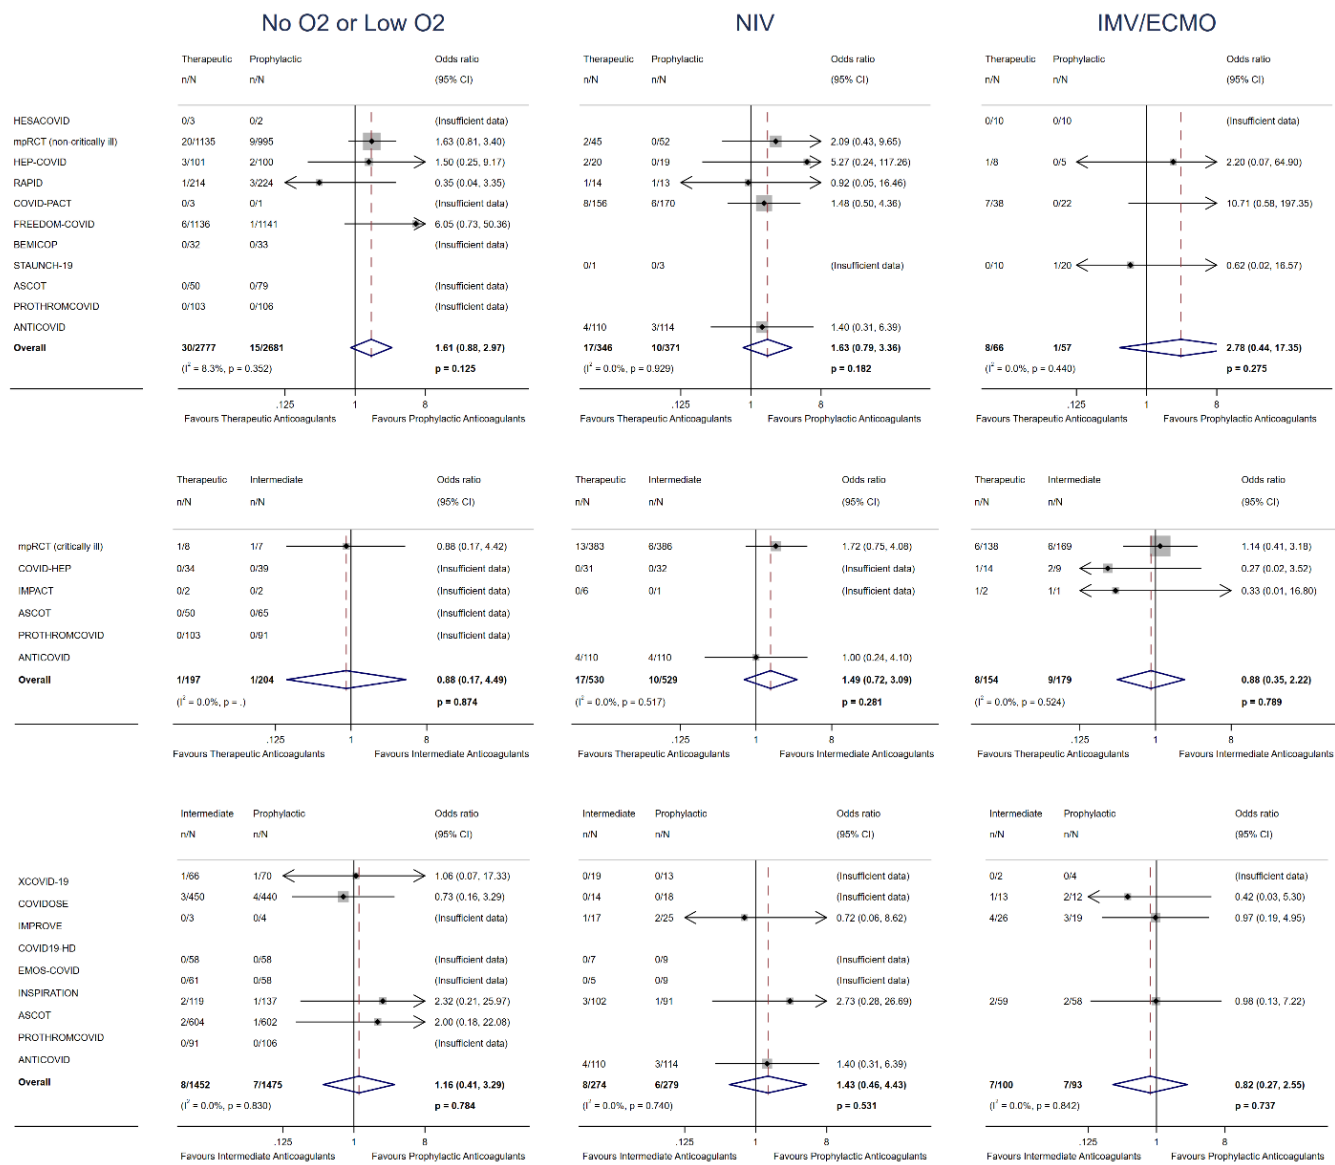 No O2 or Low O2 NIV IMV/ECMO
Therapeutic Prophylactic Odds ratio Therapeutic Prophylactic Odds ratio Therapeutic Prophylactic Odds ratio
n/N n/N (95% CI) n/N n/N (95% CI) n/N n/N (95% CI)
HESACOVID 0/3 0/2 (Insufficient data) 0/10 0/10 (Insufficient data)
mpRCT (non-critically ill) 20/1135 9/995 1.63 (0.81, 3.40) 2/45 0/52 2.09 (0.43, 9.65)
HEP-COVID 3/101 2/100 1.50 (0.25, 9.17) 2/20 0/19 5.27 (0.24, 117.26) 1/8 0/5 2.20 (0.07, 64.90)
RAPID 1/214 3/224 0.35 (0.04, 3.35) 1/14 1/13 0.92 (0.05, 16.46)
COVID-PACT 0/3 0/1 (Insufficient data) 8/156 6/170 1.48 (0.50, 4.36) 7/38 0/22 10.71 (0.58, 197.35)
FREEDOM-COVID 6/1136 1/1141 6.05 (0.73, 50.36)
BEMICOP 0/32 0/33 (Insufficient data)
STAUNCH-19 0/1 0/3 (Insufficient data) 0/10 1/20 0.62 (0.02, 16.57)
ASCOT 0/50 0/79 (Insufficient data)
PROTHROMCOVID 0/103 0/106 (Insufficient data)
ANTICOVID 4/110 3/114 1.40 (0.31, 6.39)
Overall 30/2777 15/2681 1.61 (0.88, 2.97) 17/346 10/371 1.63 (0.79, 3.36) 8/66 1/57 2.78 (0.44, 17.35)
(I² = 8.3%, p = 0.352) p = 0.125 (I² = 0.0%, p = 0.929) p = 0.182 (I² = 0.0%, p = 0.440) p = 0.275
.125 1 8 .125 1 8 .125 1 8
Favours Therapeutic Anticoagulants Favours Prophylactic Anticoagulants Favours Therapeutic Anticoagulants Favours Prophylactic Anticoagulants Favours Therapeutic Anticoagulants Favours Prophylactic Anticoagulants
Therapeutic Intermediate Odds ratio Therapeutic Intermediate Odds ratio Therapeutic Intermediate Odds ratio
n/N n/N (95% CI) n/N n/N (95% CI) n/N n/N (95% CI)
mpRCT (critically ill) 1/8 1/7 0.88 (0.17, 4.42) 13/383 6/386 1.72 (0.75, 4.08) 6/138 6/169 1.14 (0.41, 3.18)
COVID-HEP 0/34 0/39 (Insufficient data) 0/31 0/32 (Insufficient data) 1/14 2/9 0.27 (0.02, 3.52)
IMPACT 0/2 0/2 (Insufficient data) 0/6 0/1 (Insufficient data) 1/2 1/1 0.33 (0.01, 16.80)
ASCOT 0/50 0/65 (Insufficient data)
PROTHROMCOVID 0/103 0/91 (Insufficient data)
ANTICOVID 4/110 4/110 1.00 (0.24, 4.10)
Overall 1/197 1/204 0.88 (0.17, 4.49) 17/530 10/529 1.49 (0.72, 3.09) 8/154 9/179 0.88 (0.35, 2.22)
(I² = 0.0%, p = .) p = 0.874 (I² = 0.0%, p = 0.517) p = 0.281 (I² = 0.0%, p = 0.524) p = 0.789
.125 1 8 .125 1 8 .125 1 8
Favours Therapeutic Anticoagulants Favours Intermediate Anticoagulants Favours Therapeutic Anticoagulants Favours Intermediate Anticoagulants Favours Therapeutic Anticoagulants Favours Intermediate Anticoagulants
Intermediate Prophylactic Odds ratio Intermediate Prophylactic Odds ratio Intermediate Prophylactic Odds ratio
n/N n/N (95% CI) n/N n/N (95% CI) n/N n/N (95% CI)
XCOVID-19 1/66 1/70 1.06 (0.07, 17.33) 0/19 0/13 (Insufficient data) 0/2 0/4 (Insufficient data)
COVIDOSE 3/450 4/440 0.73 (0.16, 3.29) 0/14 0/18 (Insufficient data) 1/13 2/12 0.42 (0.03, 5.30)
IMPROVE 0/3 0/4 (Insufficient data) 1/17 2/25 0.72 (0.06, 8.62) 4/26 3/19 0.97 (0.19, 4.95)
COVID19 HD 0/58 0/58 (Insufficient data) 0/7 0/9 (Insufficient data)
EMOS-COVID 0/61 0/58 (Insufficient data) 0/5 0/9 (Insufficient data)
INSPIRATION 2/119 1/137 2.32 (0.21, 25.97) 3/102 1/91 2.73 (0.28, 26.69) 2/59 2/58 0.98 (0.13, 7.22)
ASCOT 2/604 1/602 2.00 (0.18, 22.08)
PROTHROMCOVID 0/91 0/106 (Insufficient data)
ANTICOVID 4/110 3/114 1.40 (0.31, 6.39)
Overall 8/1452 7/1475 1.16 (0.41, 3.29) 8/274 6/279 1.43 (0.46, 4.43) 7/100 7/93 0.82 (0.27, 2.55)
(I² = 0.0%, p = 0.830) p = 0.784 (I² = 0.0%, p = 0.740) p = 0.531 (I² = 0.0%, p = 0.842) p = 0.737
.125 1 8 .125 1 8 .125 1 8
Favours Intermediate Anticoagulants Favours Prophylactic Anticoagulants Favours Intermediate Anticoagulants Favours Prophylactic Anticoagulants Favours Intermediate Anticoagulants Favours Prophylactic Anticoagulants